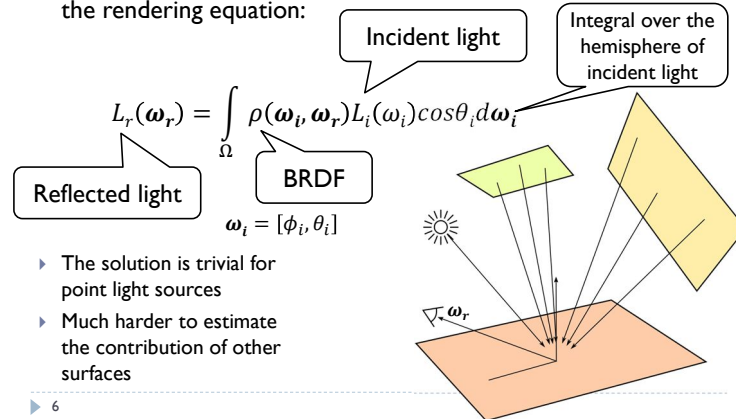 the rendering equation:
Incident light
Integral over the
hemisphere of
incident light
L_r(ω_r) = ∫_Ω ρ(ω_i, ω_r)L_i(ω_i)cosθ_i dω_i
Reflected light
BRDF
ω_i = [ϕ_i, θ_i]
The solution is trivial for
point light sources
Much harder to estimate
the contribution of other
surfaces
ω_r
6